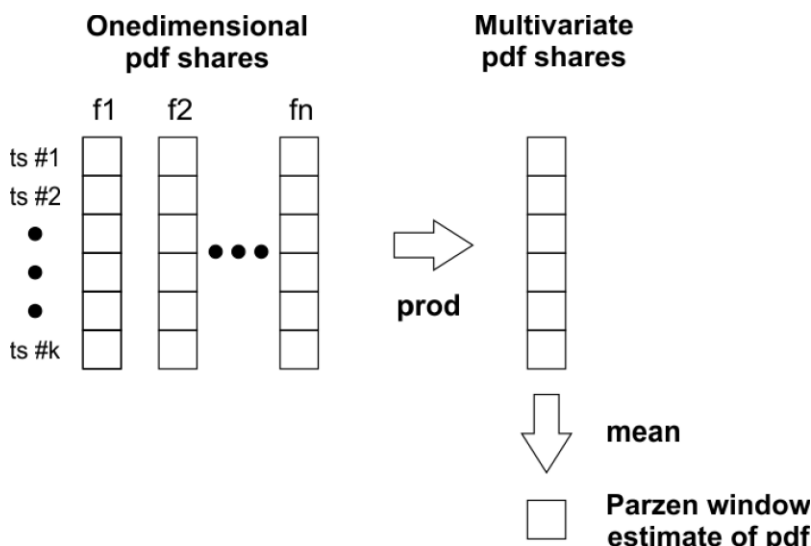 Onedimensional
pdf shares
Multivariate
pdf shares
f1 f2 fn
ts #1
ts #2
ts #k
prod
mean
Parzen window
estimate of pdf